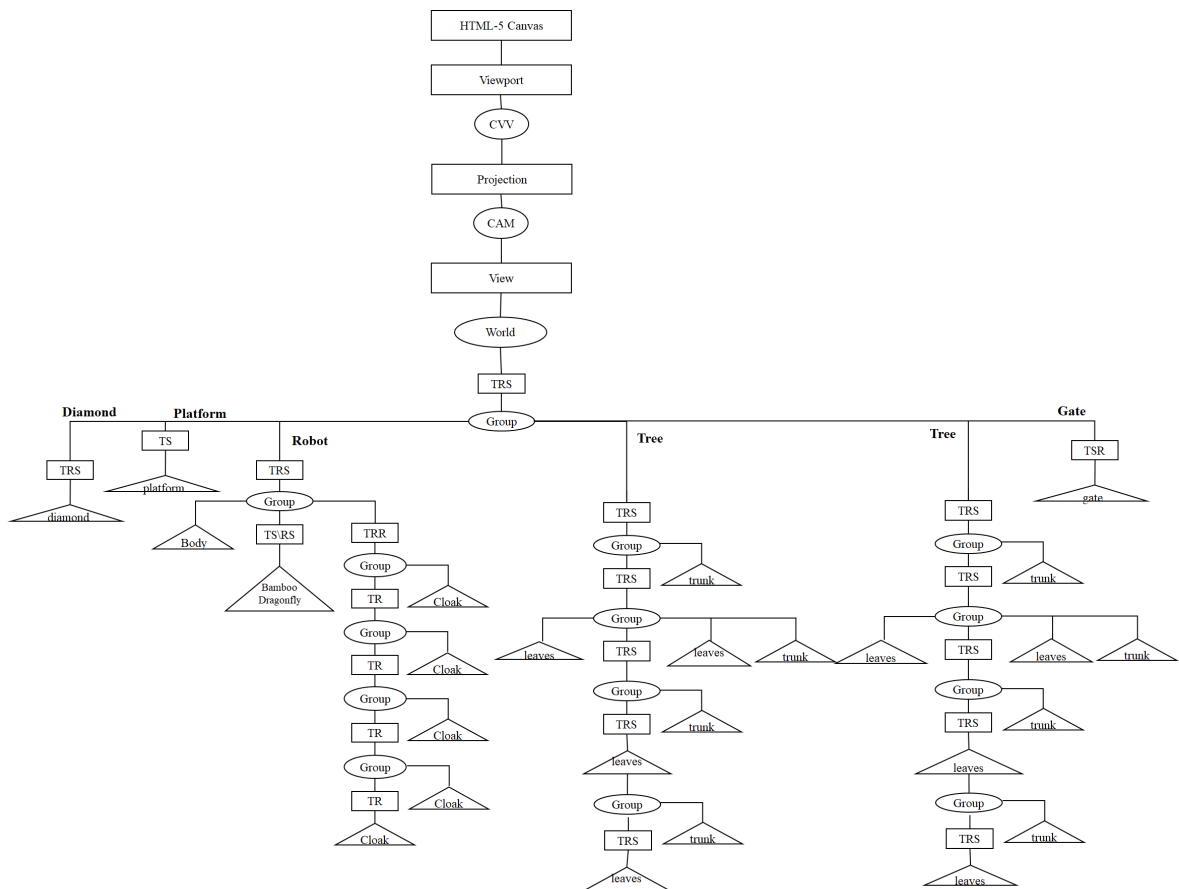 HTML-5 Canvas
Viewport
CVV
Projection
CAM
View
World
TRS
Group
Diamond
Platform
Robot
Tree
Tree
Gate
TS
TRS
TRS
TSR
platform
diamond
Group
gate
Body
TS\RS
TRR
TRS
TRS
Group
Group
Group
Bamboo
Dragonfly
TR
Cloak
TRS
trunk
TRS
trunk
Group
Group
Group
Cloak
TR
leaves
TRS
leaves
trunk
leaves
TRS
leaves
trunk
Group
Group
Group
Cloak
TR
TRS
trunk
TRS
trunk
Group
leaves
leaves
TR
Cloak
Group
Group
Cloak
TRS
trunk
TRS
trunk
leaves
leaves